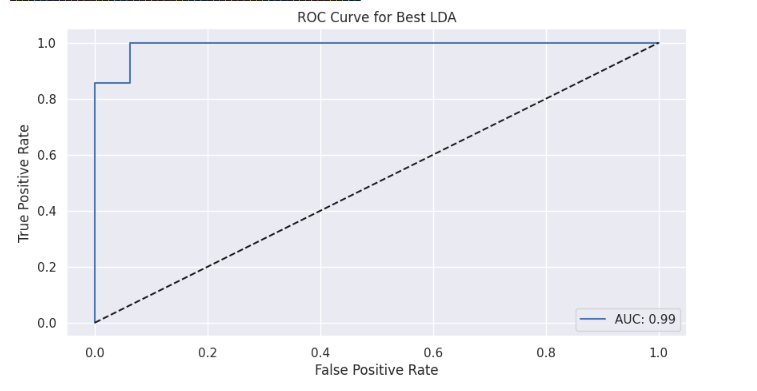 ROC Curve for Best LDA
1.0
0.8
0.6
0.4
0.2
0.0
True Positive Rate
AUC: 0.99
0.0 0.2 0.4 0.6 0.8 1.0
False Positive Rate